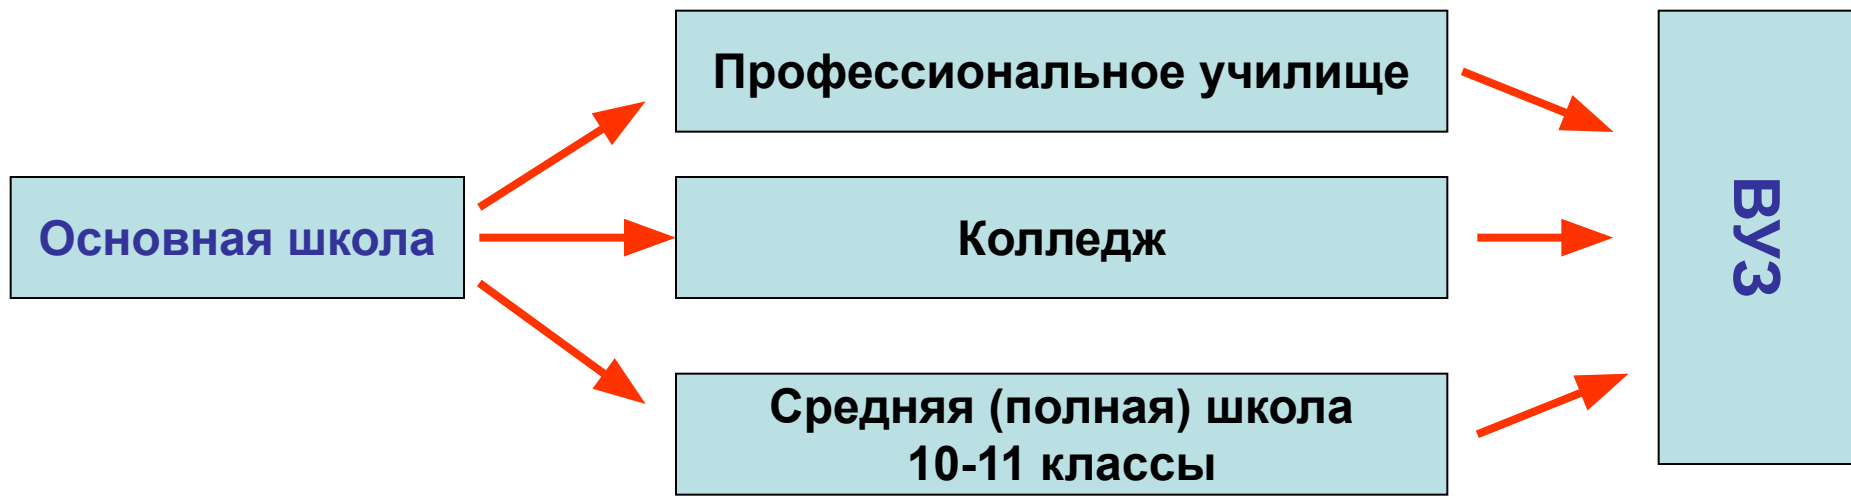 Профессиональное училище
Основная школа
Колледж
Средняя (полная) школа
10-11 классы
ВУЗ